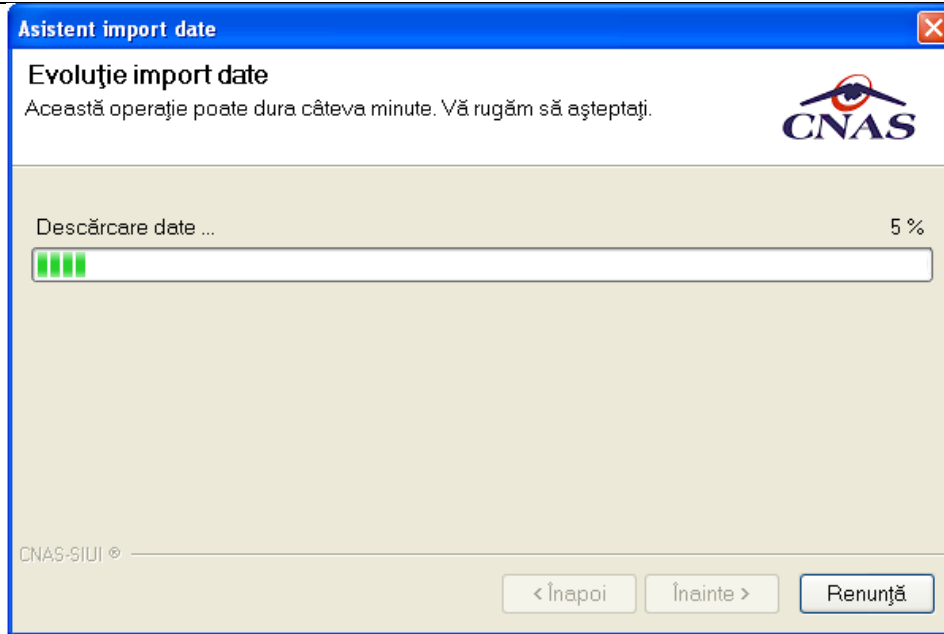 Asistent import date
Evoluţie import date
Această operaţie poate dura câteva minute. Vă rugăm să aşteptaţi.
CNAS
Descărcare date ...
5 %
CNAS-SIUI ®
< Înapoi
Înainte >
Renunţă